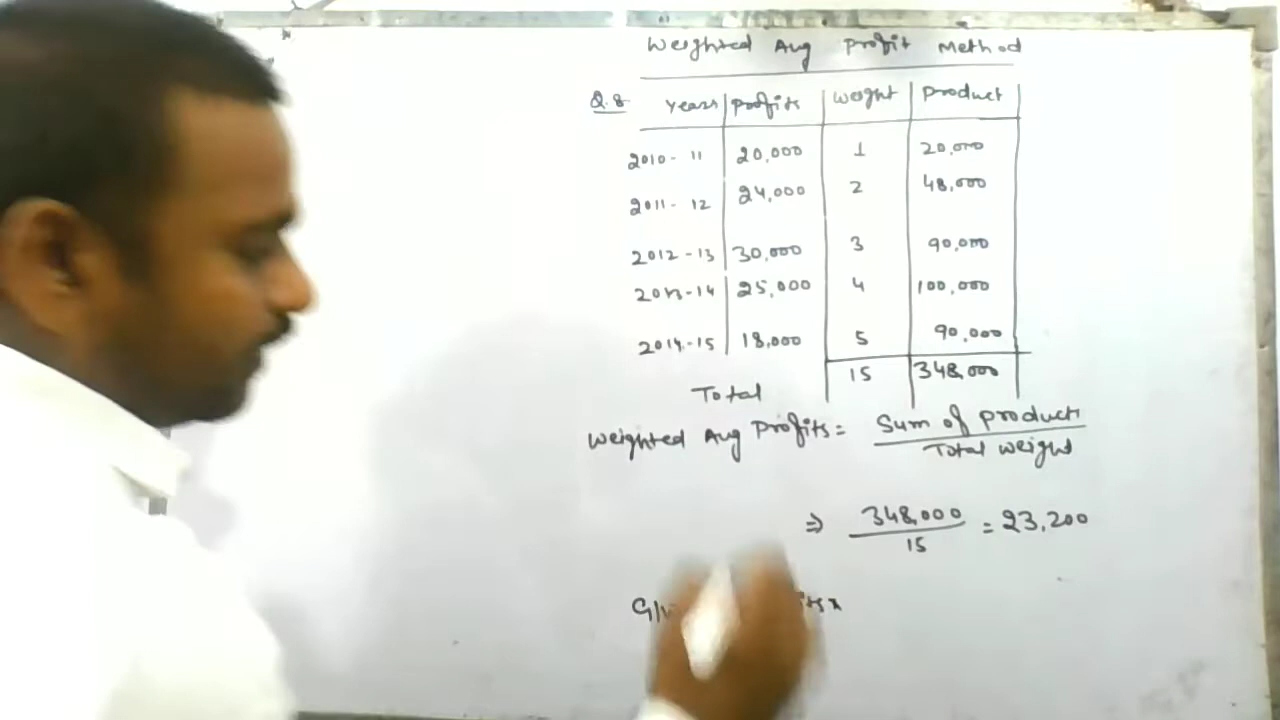 Weighted Avg Profit Method
Q.8 Years Profits Weight Product
2010-11 20,000 1 20,000
2011-12 24,000 2 48,000
2012-13 30,000 3 90,000
2013-14 25,000 4 100,000
2014-15 18,000 5 90,000
Total 15 348,000
Weighted Avg Profits = Sum of products
Total weight
⇒ 348,000 = 23,200
15